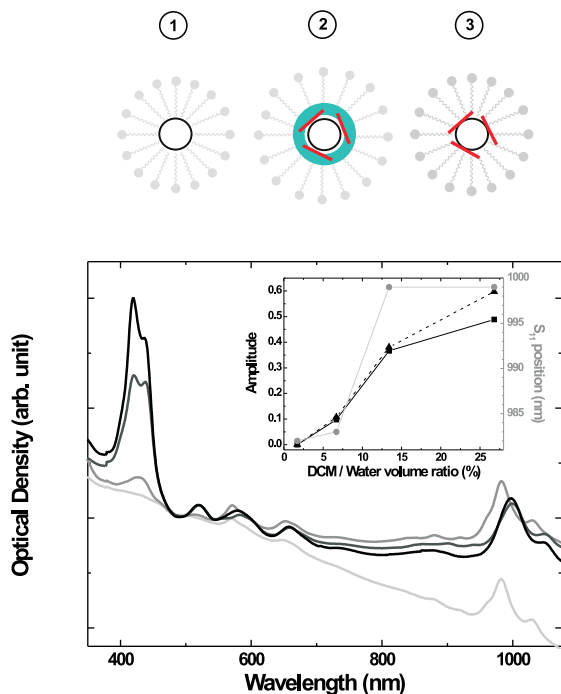 1 2 3
Optical Density (arb. unit)
Wavelength (nm)
400 600 800 1000
Amplitude
0.6
0.5
0.4
0.3
0.2
0.1
0.0
0 5 10 15 20 25
DCM / Water volume ratio (%)
1000
995
990
985
S11 position (nm)